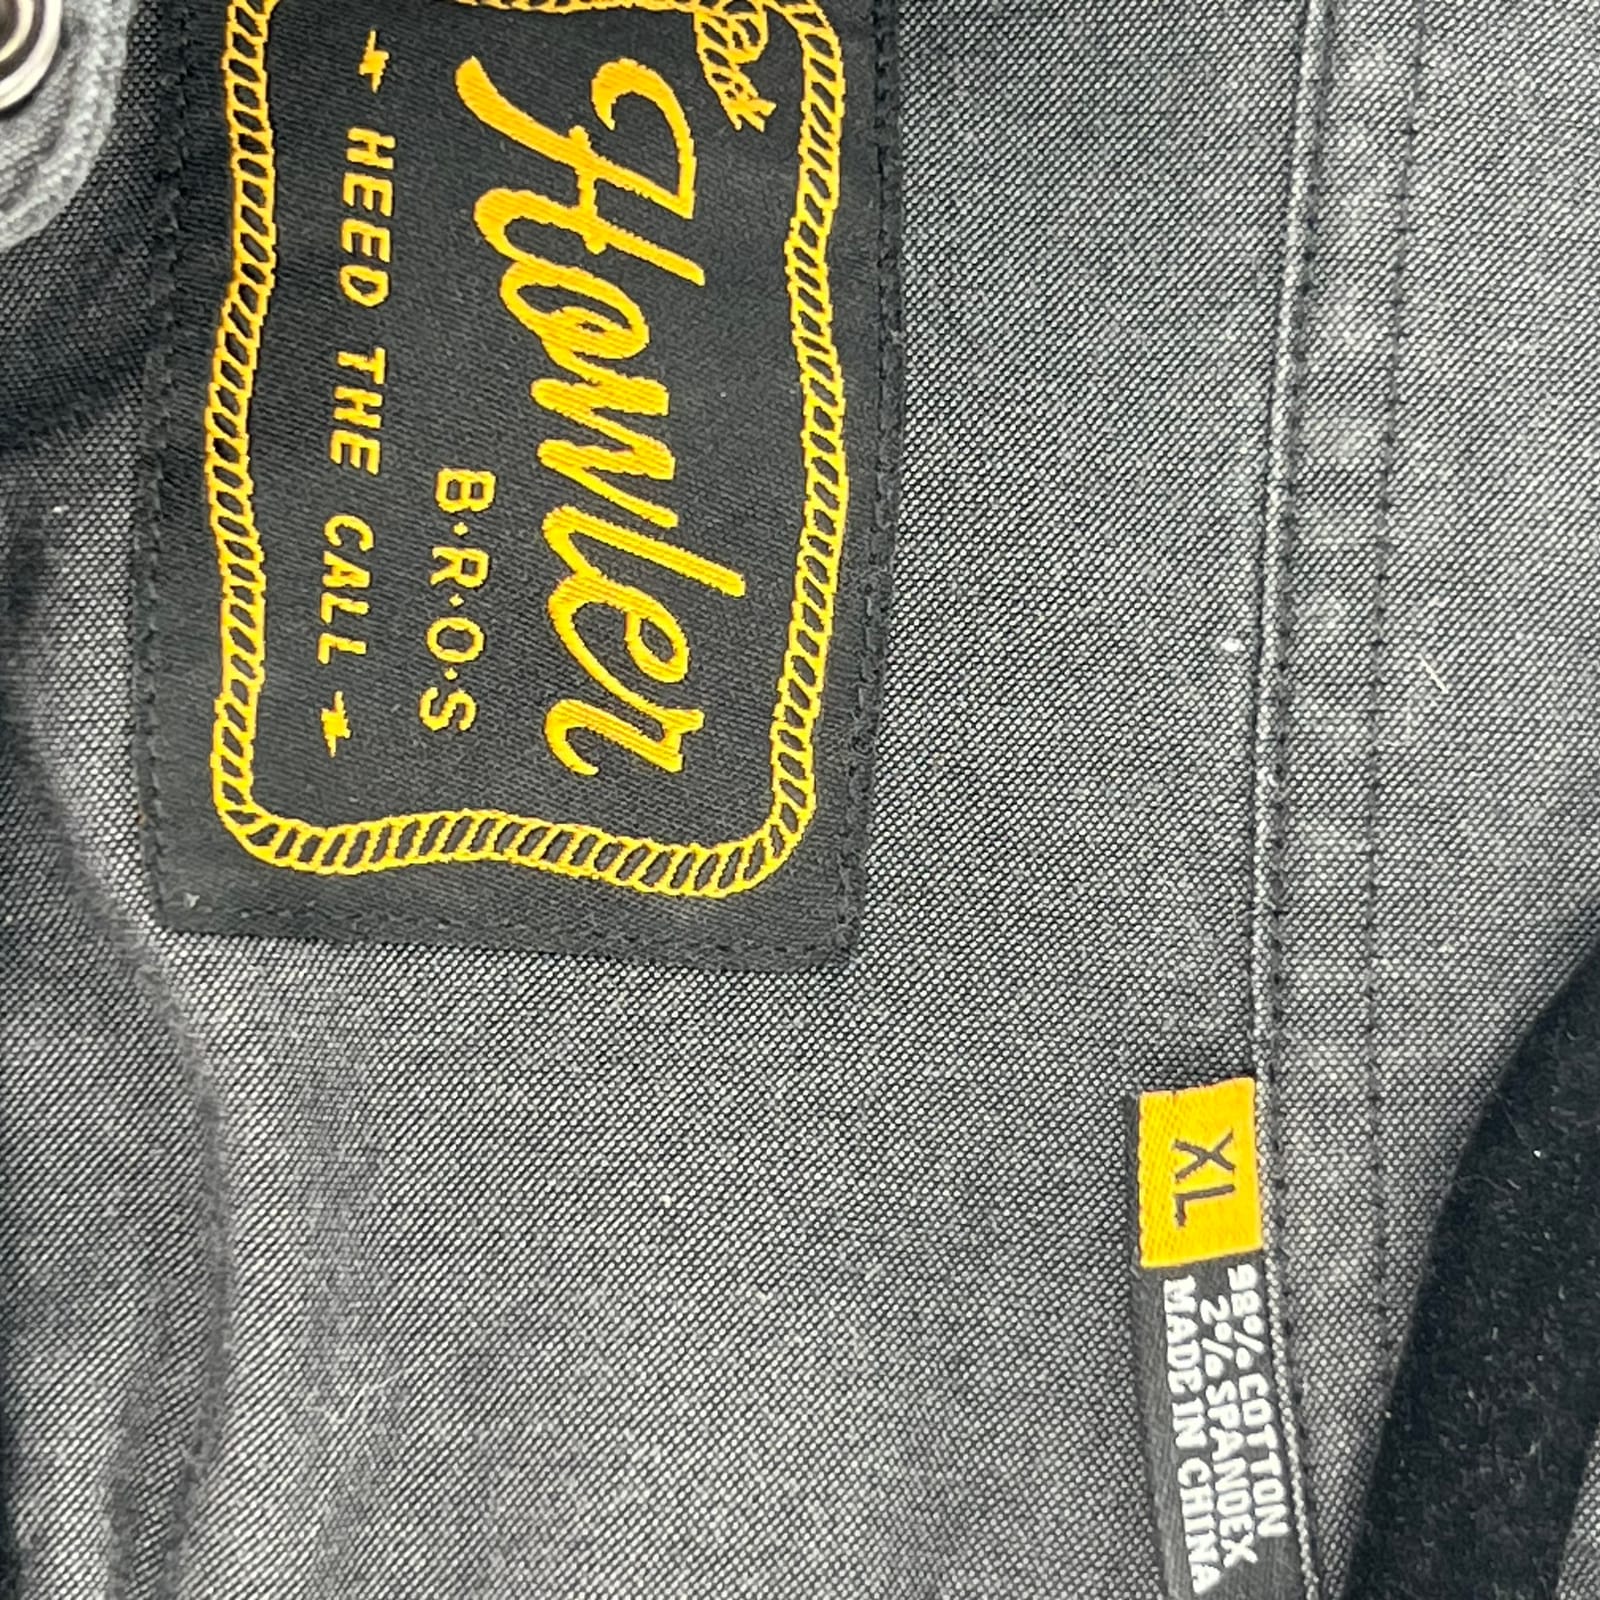 Howler
B·R·O·S
HEED THE CALL
XL
98% COTTON
2% SPANDEX
MADE IN CHINA